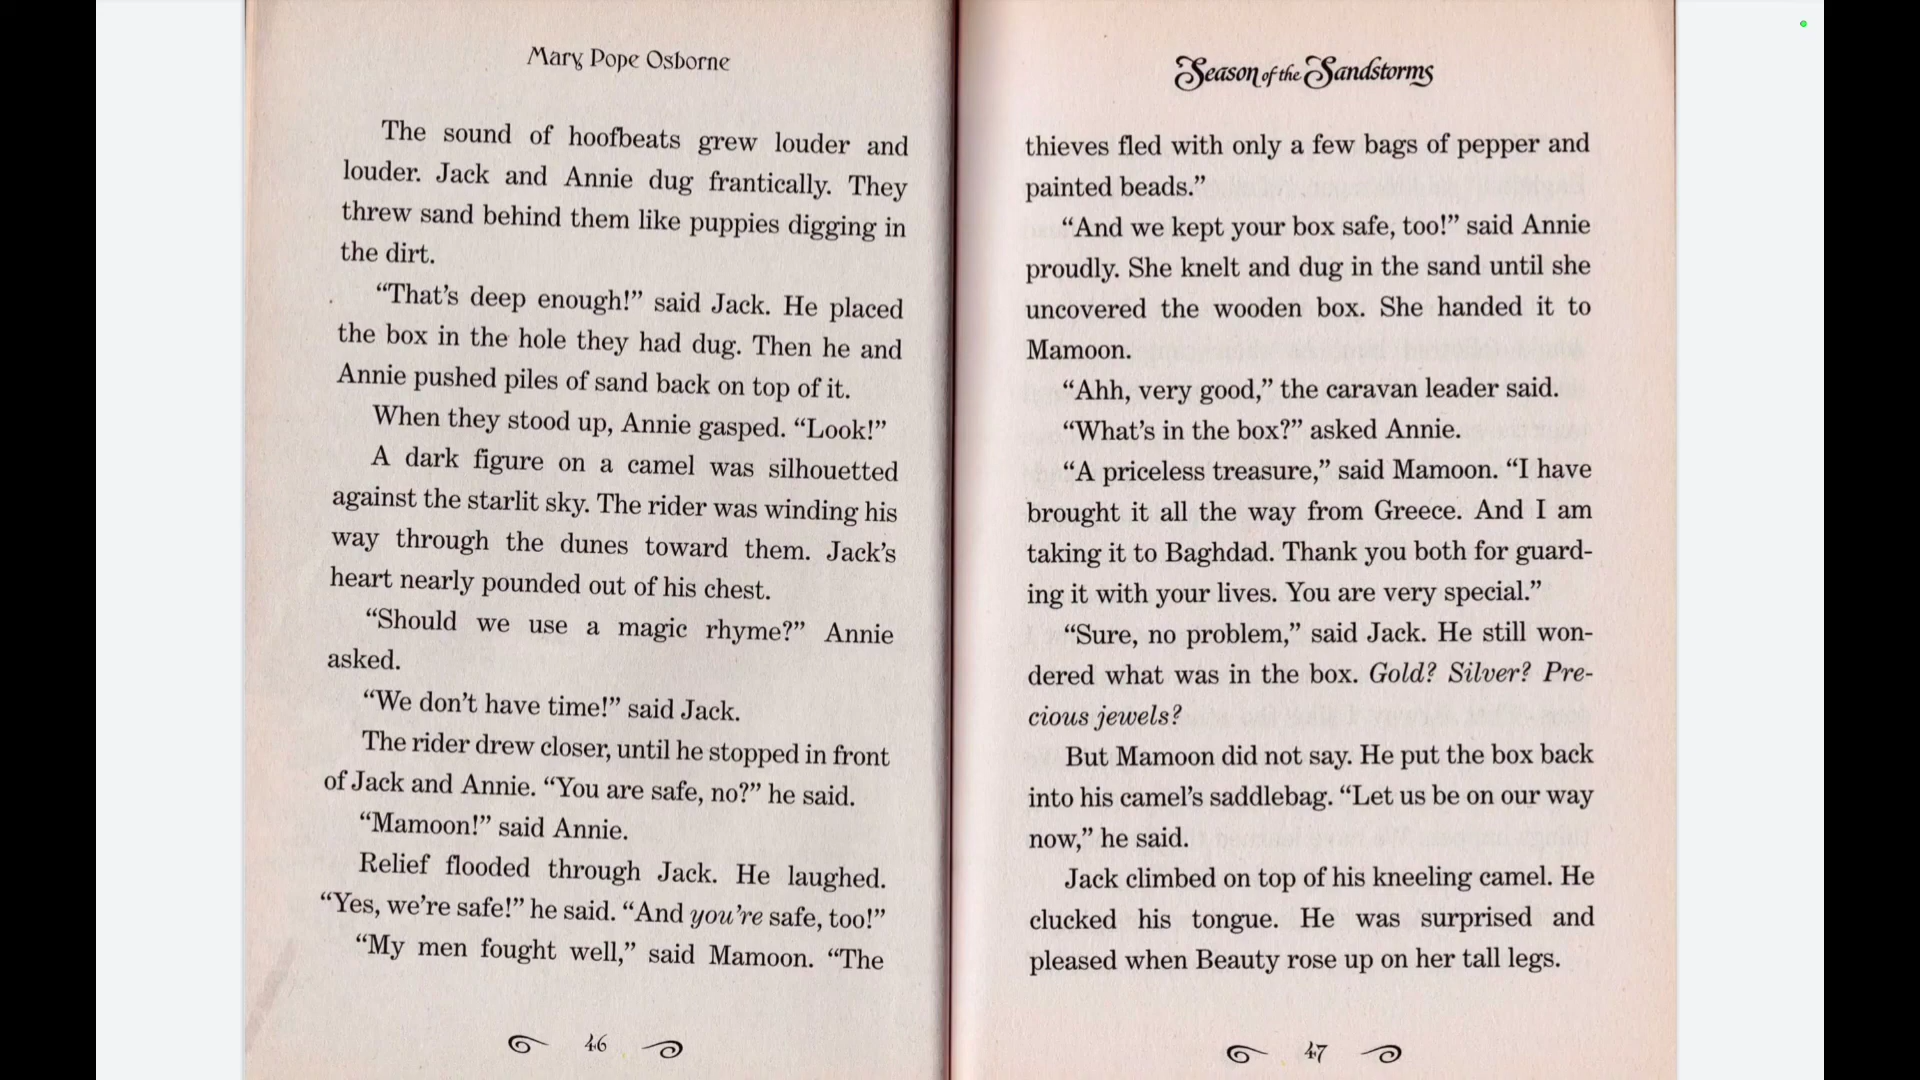 Mary Pope Osborne
The sound of hoofbeats grew louder and
louder. Jack and Annie dug frantically. They
threw sand behind them like puppies digging in
the dirt.
“That’s deep enough!” said Jack. He placed
the box in the hole they had dug. Then he and
Annie pushed piles of sand back on top of it.
When they stood up, Annie gasped. “Look!”
A dark figure on a camel was silhouetted
against the starlit sky. The rider was winding his
way through the dunes toward them. Jack’s
heart nearly pounded out of his chest.
“Should we use a magic rhyme?” Annie
asked.
“We don’t have time!” said Jack.
The rider drew closer, until he stopped in front
of Jack and Annie. “You are safe, no?” he said.
“Mamoon!” said Annie.
Relief flooded through Jack. He laughed.
“Yes, we’re safe!” he said. “And you’re safe, too!”
“My men fought well,” said Mamoon. “The
46
Season of the Sandstorms
thieves fled with only a few bags of pepper and
painted beads.”
“And we kept your box safe, too!” said Annie
proudly. She knelt and dug in the sand until she
uncovered the wooden box. She handed it to
Mamoon.
“Ahh, very good,” the caravan leader said.
“What’s in the box?” asked Annie.
“A priceless treasure,” said Mamoon. “I have
brought it all the way from Greece. And I am
taking it to Baghdad. Thank you both for guard-
ing it with your lives. You are very special.”
“Sure, no problem,” said Jack. He still won-
dered what was in the box. Gold? Silver? Pre-
cious jewels?
But Mamoon did not say. He put the box back
into his camel’s saddlebag. “Let us be on our way
now,” he said.
Jack climbed on top of his kneeling camel. He
clucked his tongue. He was surprised and
pleased when Beauty rose up on her tall legs.
47